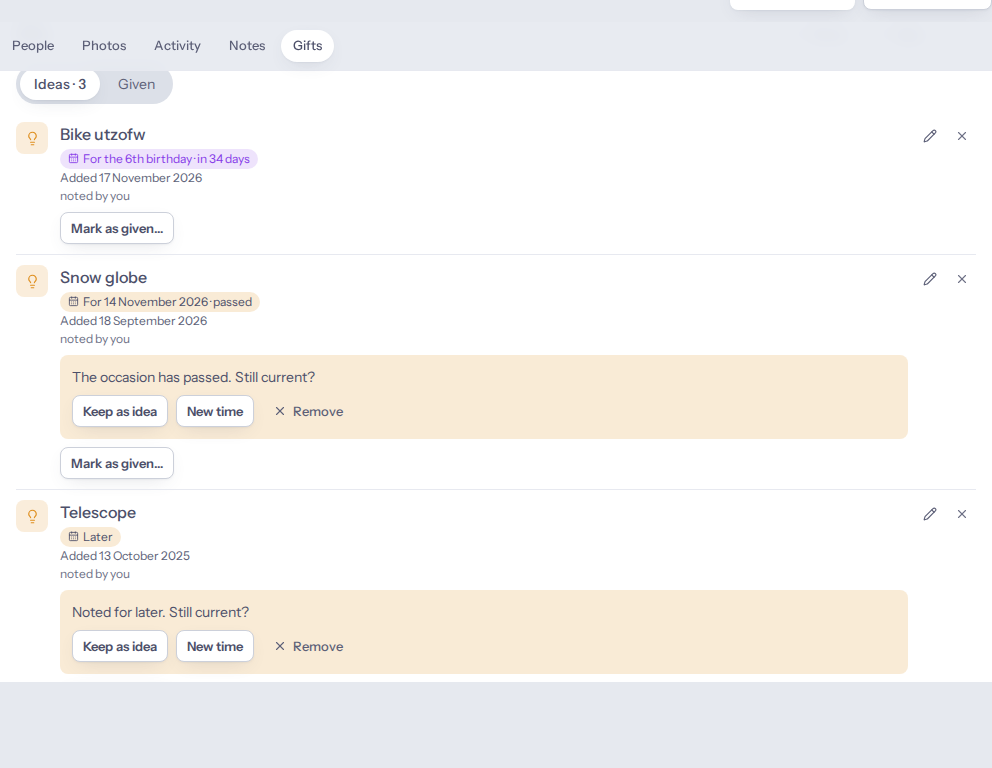 People Photos Activity Notes Gifts
Ideas · 3 Given
Bike utzofw
For the 6th birthday · in 34 days
Added 17 November 2026
noted by you
Mark as given...
Snow globe
For 14 November 2026 · passed
Added 18 September 2026
noted by you
The occasion has passed. Still current?
Keep as idea New time Remove
Mark as given...
Telescope
Later
Added 13 October 2025
noted by you
Noted for later. Still current?
Keep as idea New time Remove